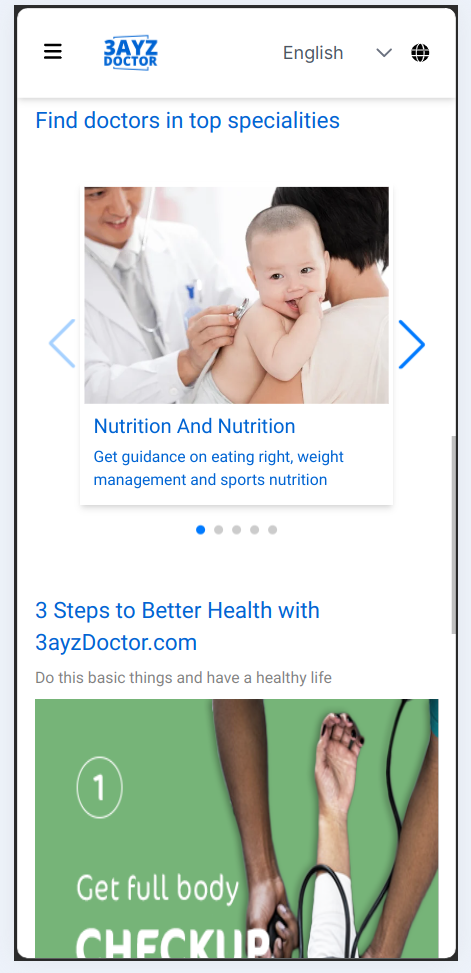 3AYZ
DOCTOR
English
Find doctors in top specialities
Nutrition And Nutrition
Get guidance on eating right, weight
management and sports nutrition
3 Steps to Better Health with
3ayzDoctor.com
Do this basic things and have a healthy life
1
Get full body
CHECKUP